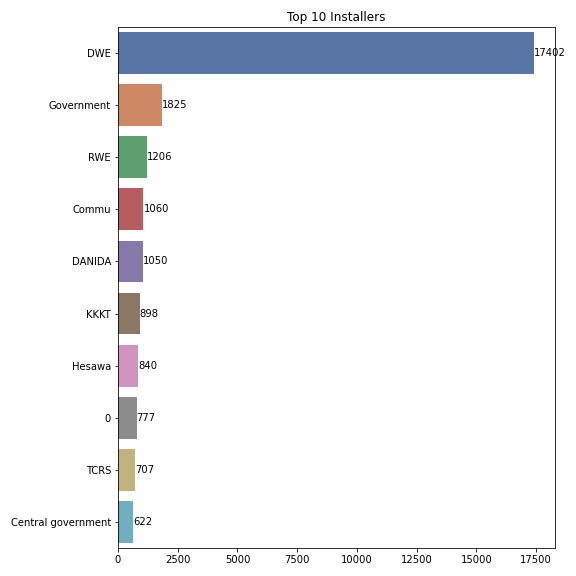 Top 10 Installers
DWE 17402
Government 1825
RWE 1206
Commu 1060
DANIDA 1050
KKKT 898
Hesawa 840
0 777
TCRS 707
Central government 622
0 2500 5000 7500 10000 12500 15000 17500